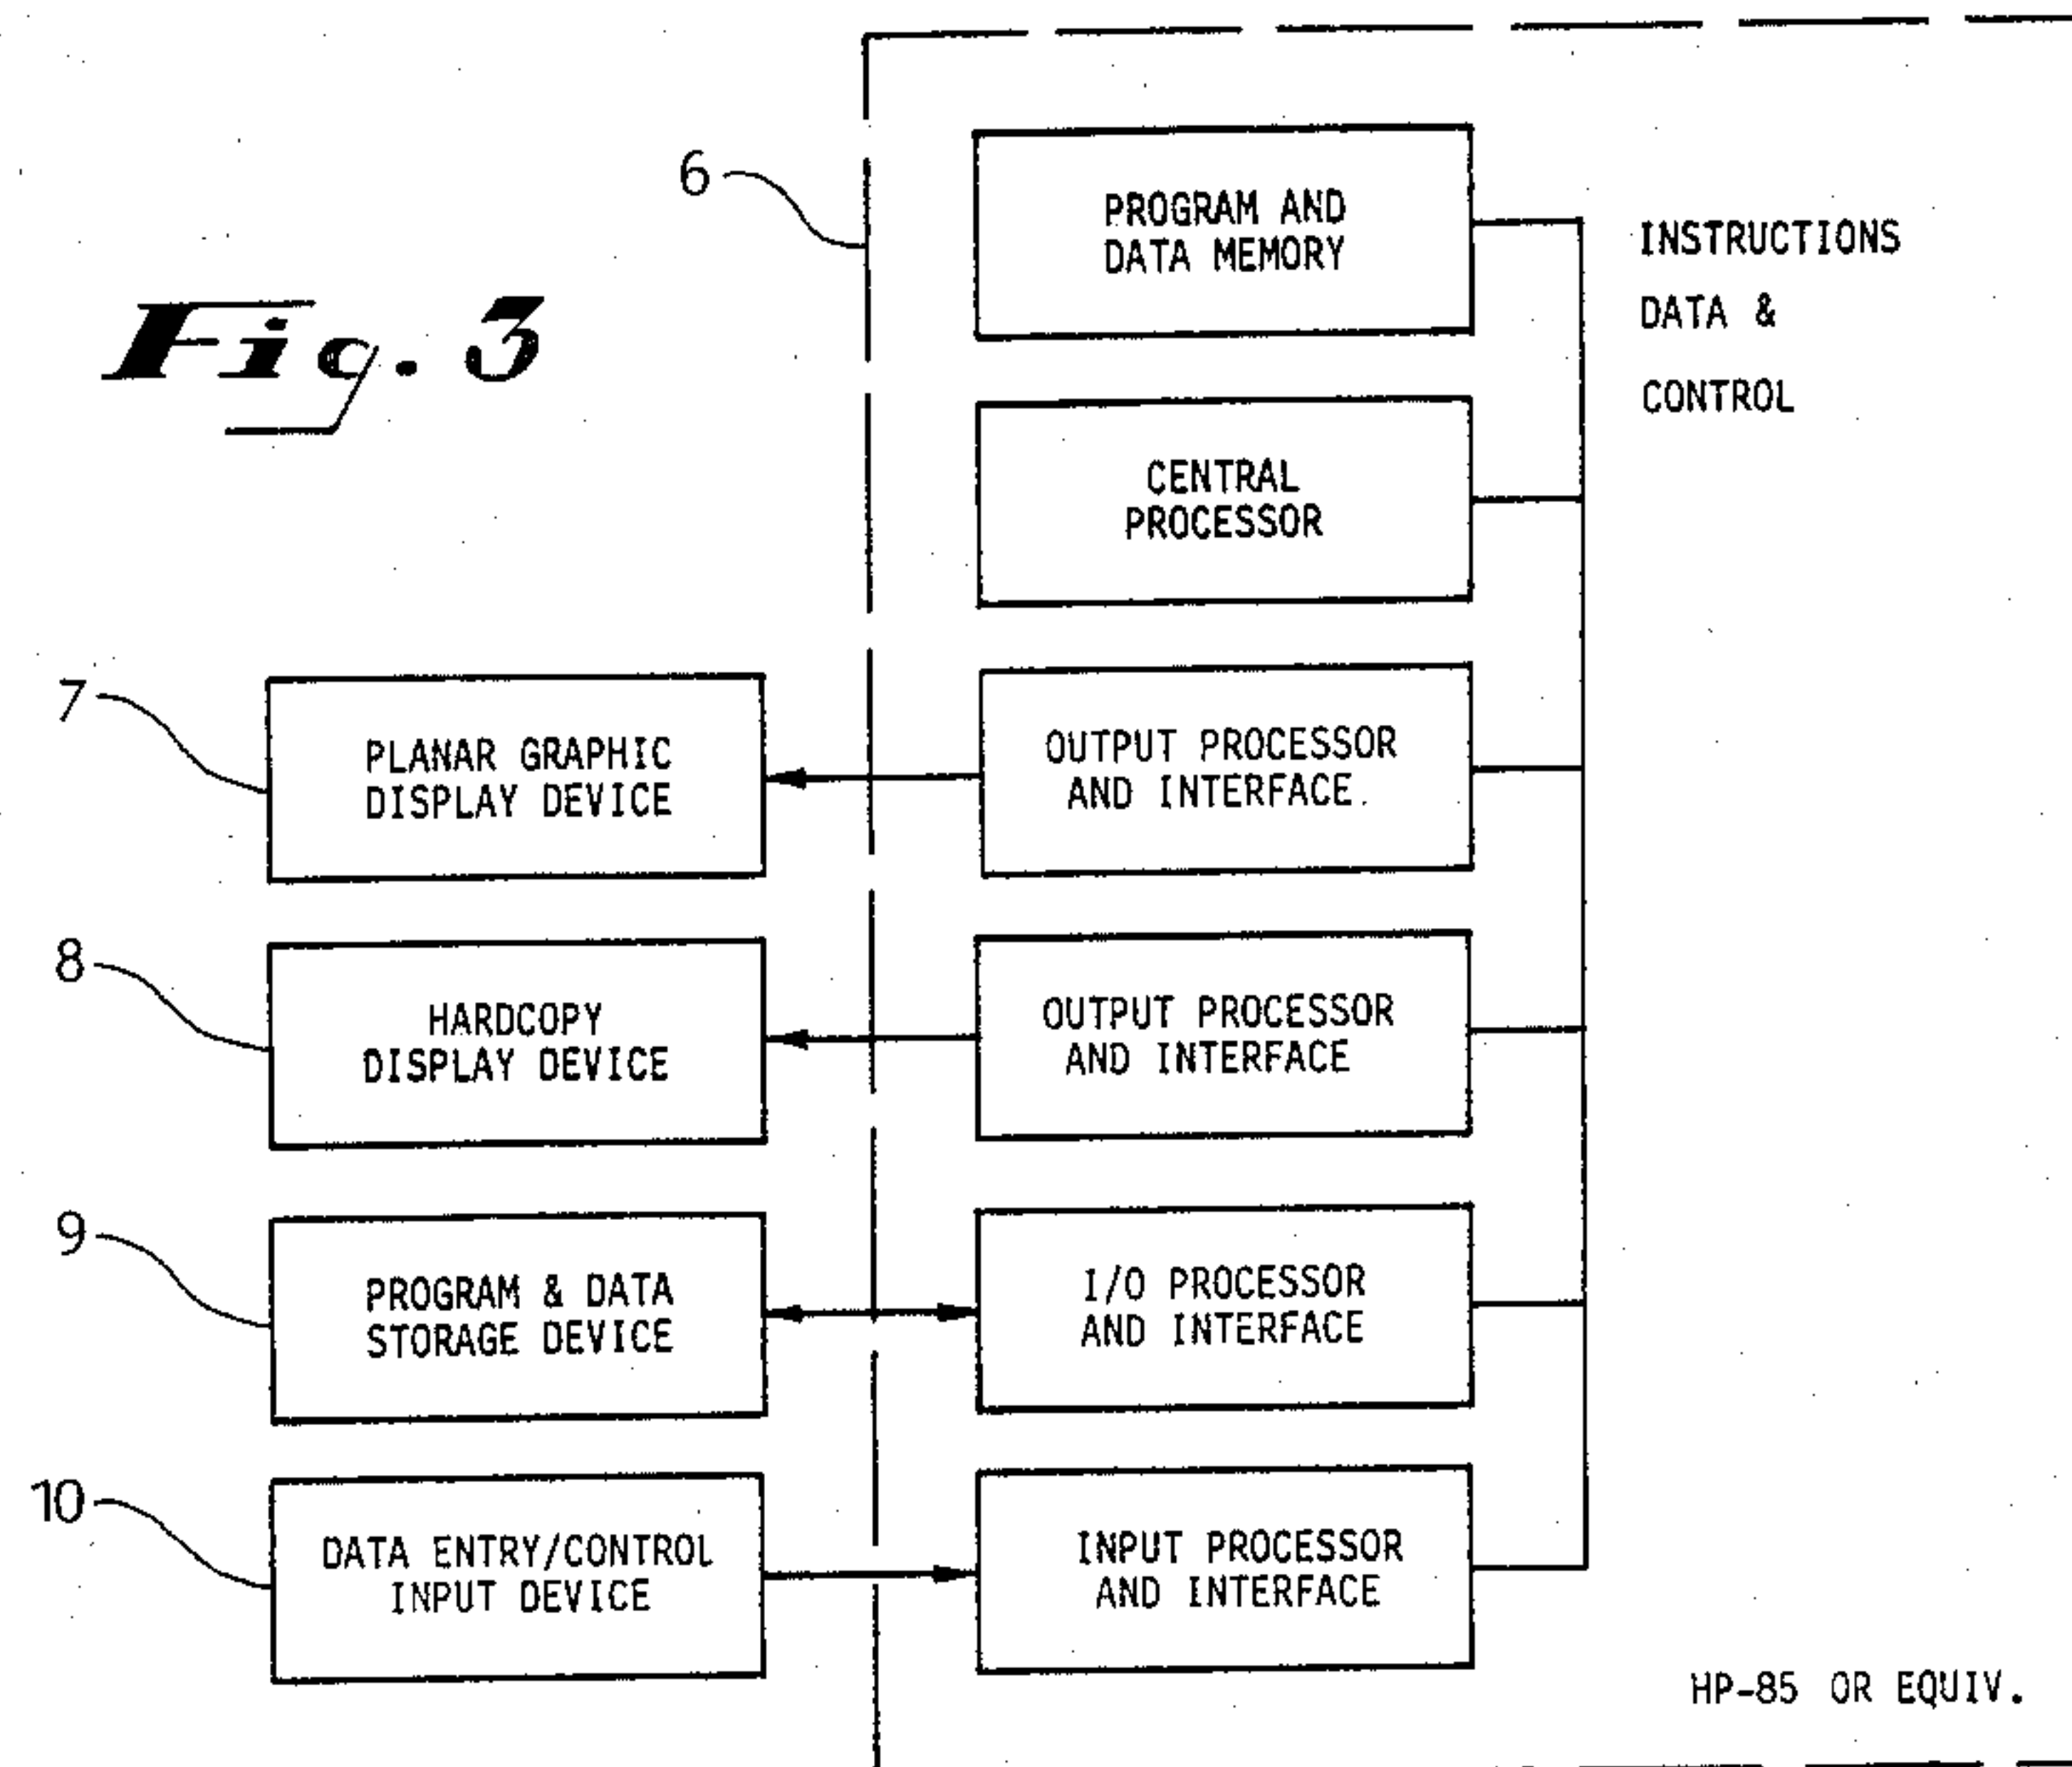 Fig. 3
6
PROGRAM AND
DATA MEMORY
INSTRUCTIONS
DATA &
CONTROL
CENTRAL
PROCESSOR
7
PLANAR GRAPHIC
DISPLAY DEVICE
OUTPUT PROCESSOR
AND INTERFACE
8
HARDCOPY
DISPLAY DEVICE
OUTPUT PROCESSOR
AND INTERFACE
9
PROGRAM & DATA
STORAGE DEVICE
I/O PROCESSOR
AND INTERFACE
10
DATA ENTRY/CONTROL
INPUT DEVICE
INPUT PROCESSOR
AND INTERFACE
HP-85 OR EQUIV.